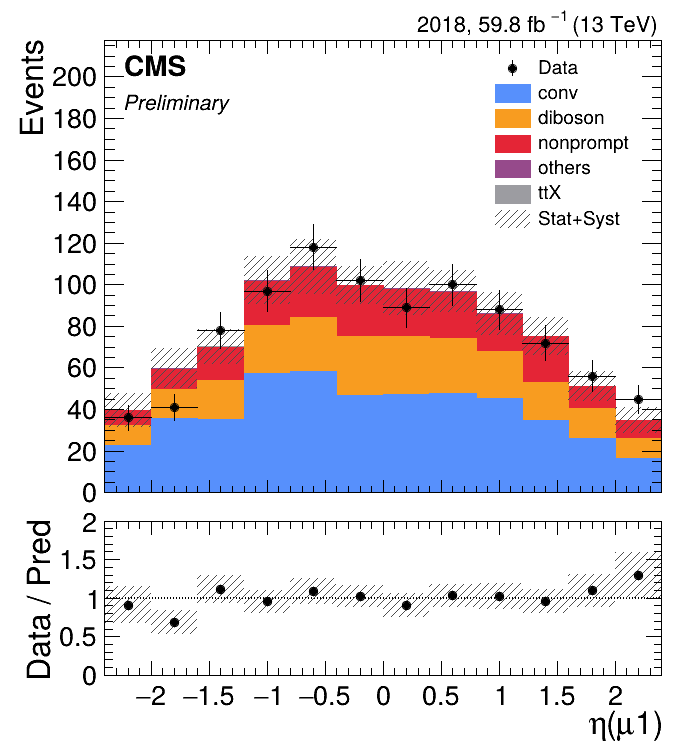 2018, 59.8 fb⁻¹ (13 TeV)
CMS
Preliminary
Events
200
180
160
140
120
100
80
60
40
20
0
Data
conv
diboson
nonprompt
others
ttX
Stat+Syst
Data / Pred
2
1.5
1
0.5
0
−2 −1.5 −1 −0.5 0 0.5 1 1.5 2
η(μ1)